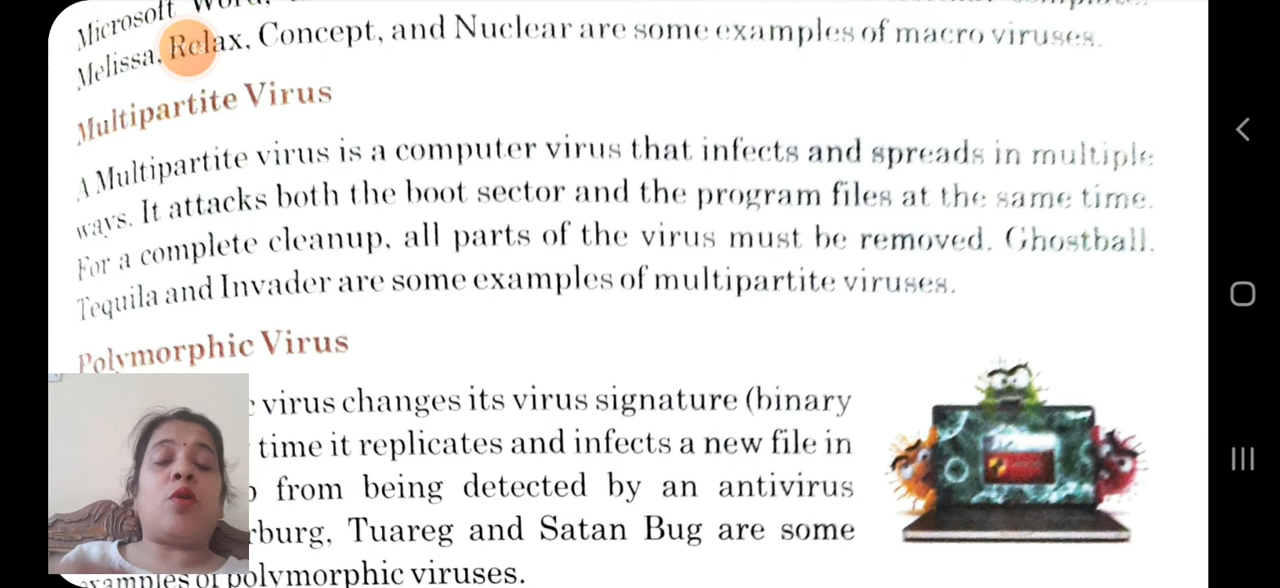 Microsoft
Melissa, Relax, Concept, and Nuclear are some examples of macro viruses.
Multipartite Virus
A Multipartite virus is a computer virus that infects and spreads in multiple
ways. It attacks both the boot sector and the program files at the same time.
For a complete cleanup, all parts of the virus must be removed. Ghostball,
Tequila and Invader are some examples of multipartite viruses.
Polymorphic Virus
virus changes its virus signature (binary
time it replicates and infects a new file in
from being detected by an antivirus
rburg, Tuareg and Satan Bug are some
examples of polymorphic viruses.